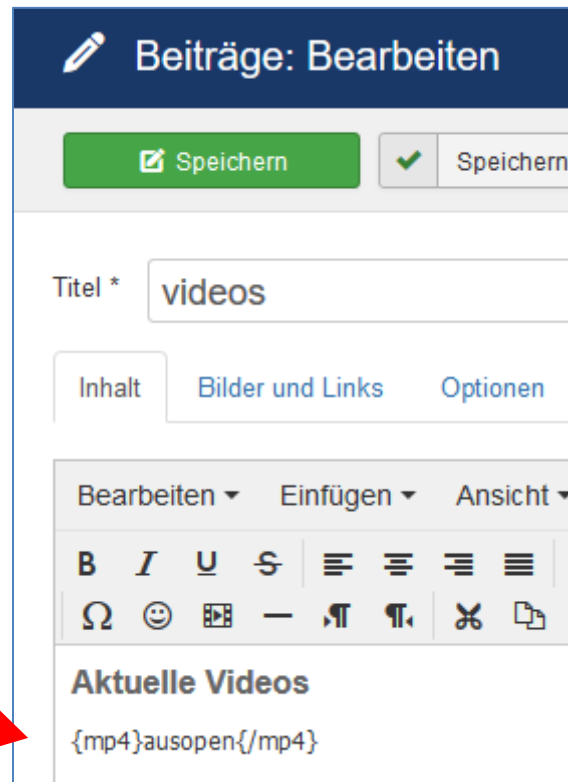 Beiträge: Bearbeiten
Speichern Speichern
Titel * videos
Inhalt Bilder und Links Optionen
Bearbeiten Einfügen Ansicht
B I U S
Ω
Aktuelle Videos
{mp4}ausopen{/mp4}